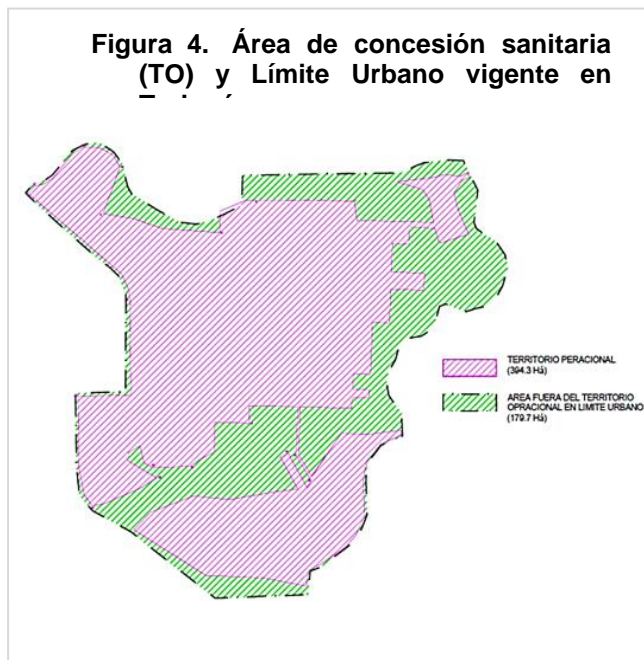 Figura 4. Área de concesión sanitaria
(TO) y Límite Urbano vigente en
TERRITORIO PERACIONAL
(394.3 Há)
AREA FUERA DEL TERRITORIO
OPRACIONAL EN LIMITE URBANO
(179.7 Há)